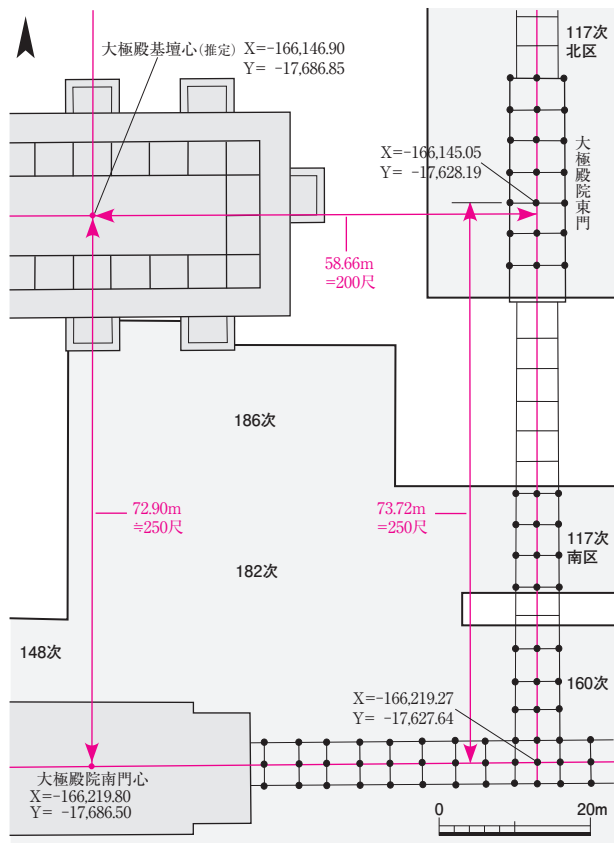 117次
北区
大極殿基壇心(推定) X=-166,146.90
Y= -17,686.85
大極殿院東門
X=-166,145.05
Y= -17,628.19
58.66m
=200尺
186次
72.90m
≒250尺
73.72m
=250尺
117次
南区
182次
148次
160次
X=-166,219.27
Y= -17,627.64
大極殿院南門心
X=-166,219.80
Y= -17,686.50
0 20m